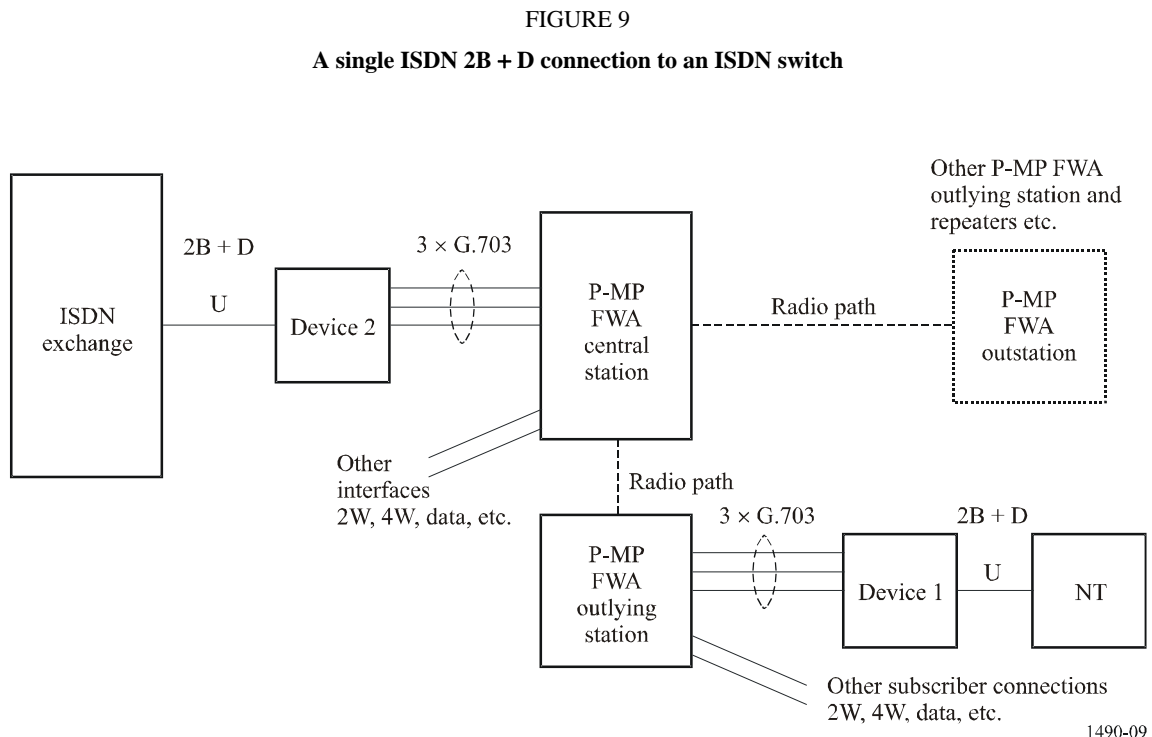 FIGURE 9
A single ISDN 2B + D connection to an ISDN switch
Other P-MP FWA
outlying station and
repeaters etc.
2B + D
3 × G.703
U
ISDN
exchange
Device 2
P-MP
FWA
central
station
Radio path
P-MP
FWA
outstation
Other
interfaces
2W, 4W, data, etc.
Radio path
3 × G.703
2B + D
P-MP
FWA
outlying
station
Device 1
U
NT
Other subscriber connections
2W, 4W, data, etc.
1490-09